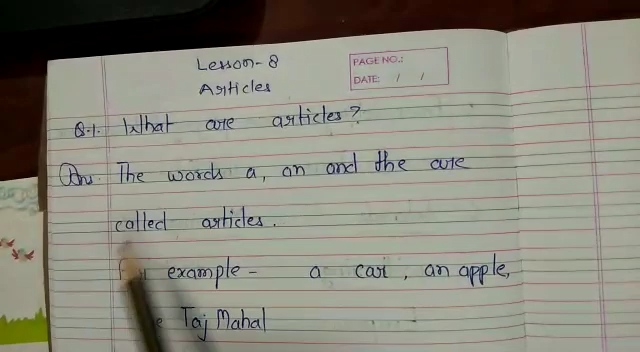 Lesson-8
PAGE NO.:
DATE: / /
Articles
Q.1. What are articles?
Ans. The words a, an and the are
called articles.
example - a car, an apple,
Taj Mahal